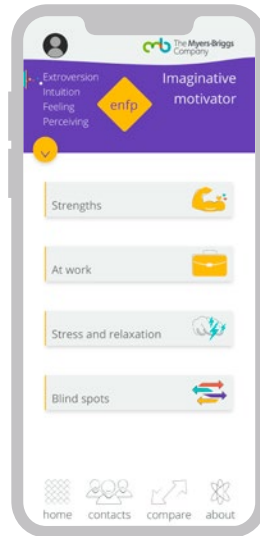 The Myers-Briggs
Company
Extroversion
Intuition
Feeling
Perceiving
enfp
Imaginative
motivator
Strengths
At work
Stress and relaxation
Blind spots
home contacts compare about